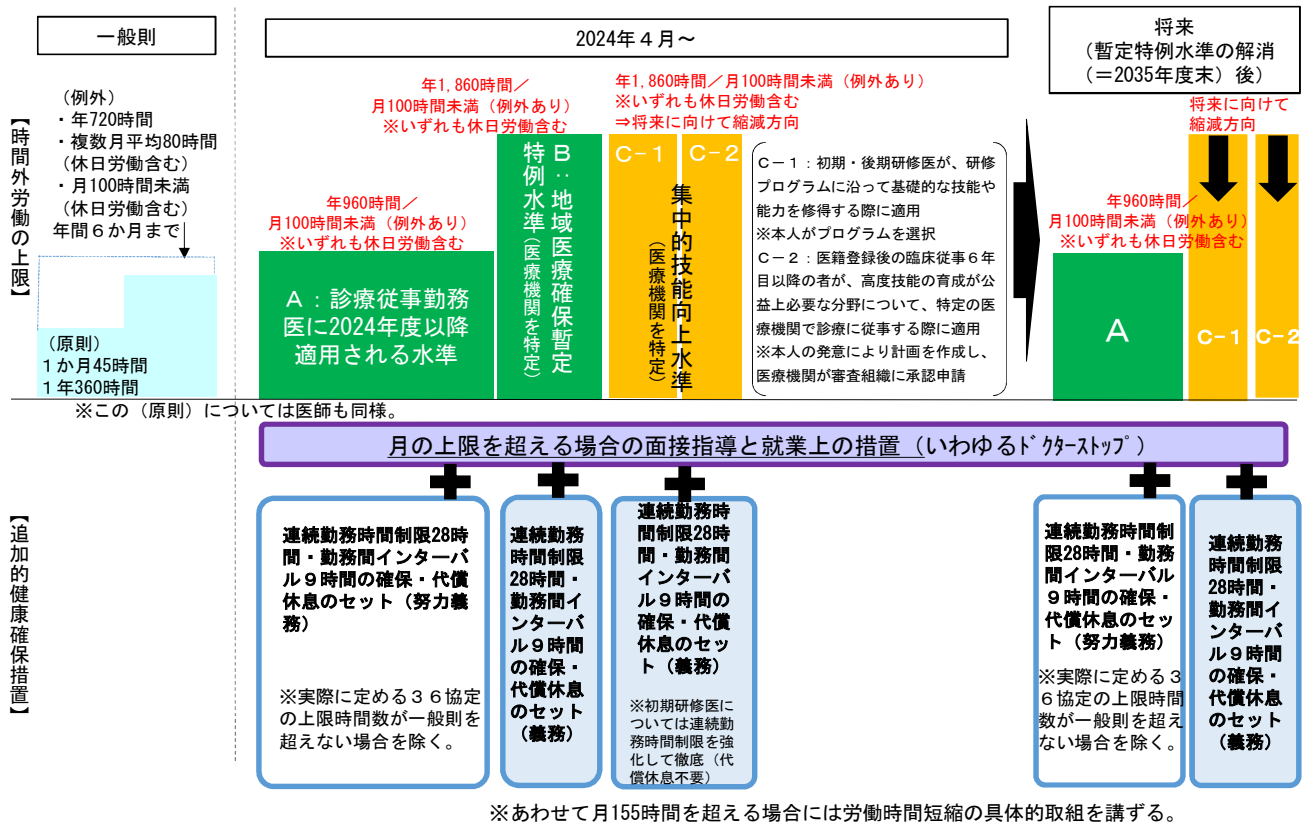 一般則
2024年４月～
将来
（暫定特例水準の解消
（＝2035年度末）後）
【時間外労働の上限】
（例外）
・年720時間
・複数月平均80時間
（休日労働含む）
・月100時間未満
（休日労働含む）
年間６か月まで
（原則）
１か月45時間
１年360時間
※この（原則）については医師も同様。
年960時間／
月100時間未満（例外あり）
※いずれも休日労働含む
Ａ：診療従事勤務
医に2024年度以降
適用される水準
年1,860時間／
月100時間未満（例外あり）
※いずれも休日労働含む
Ｂ：地域医療確保暫定
特例水準（医療機関を特定）
年1,860時間／月100時間未満（例外あり）
※いずれも休日労働含む
⇒将来に向けて縮減方向
Ｃ-１
Ｃ-２
集中的技能向上水準
（医療機関を特定）
Ｃ－１：初期・後期研修医が、研修
プログラムに沿って基礎的な技能や
能力を修得する際に適用
※本人がプログラムを選択
Ｃ－２：医籍登録後の臨床従事６年
目以降の者が、高度技能の育成が公
益上必要な分野について、特定の医
療機関で診療に従事する際に適用
※本人の発意により計画を作成し、
医療機関が審査組織に承認申請
年960時間／
月100時間未満（例外あり）
※いずれも休日労働含む
Ａ
将来に向けて
縮減方向
Ｃ-１
Ｃ-２
月の上限を超える場合の面接指導と就業上の措置（いわゆるﾄﾞｸﾀｰｽﾄｯﾌﾟ）
【追加的健康確保措置】
連続勤務時間制限28時
間・勤務間インターバ
ル９時間の確保・代償
休息のセット（努力義
務）
※実際に定める３６協定
の上限時間数が一般則を
超えない場合を除く。
連続勤務
時間制限
28時間・
勤務間イ
ンターバ
ル９時間
の確保・
代償休息
のセット
（義務）
連続勤務時
間制限28時
間・勤務間
インターバ
ル９時間の
確保・代償
休息のセッ
ト（義務）
※初期研修医に
ついては連続勤
務時間制限を強
化して徹底（代
償休息不要）
連続勤務時間制
限28時間・勤務
間インターバル
９時間の確保・
代償休息のセッ
ト（努力義務）
※実際に定める３
６協定の上限時間
数が一般則を超え
ない場合を除く。
連続勤務
時間制限
28時間・
勤務間イ
ンターバ
ル９時間
の確保・
代償休息
のセット
（義務）
※あわせて月155時間を超える場合には労働時間短縮の具体的取組を講ずる。